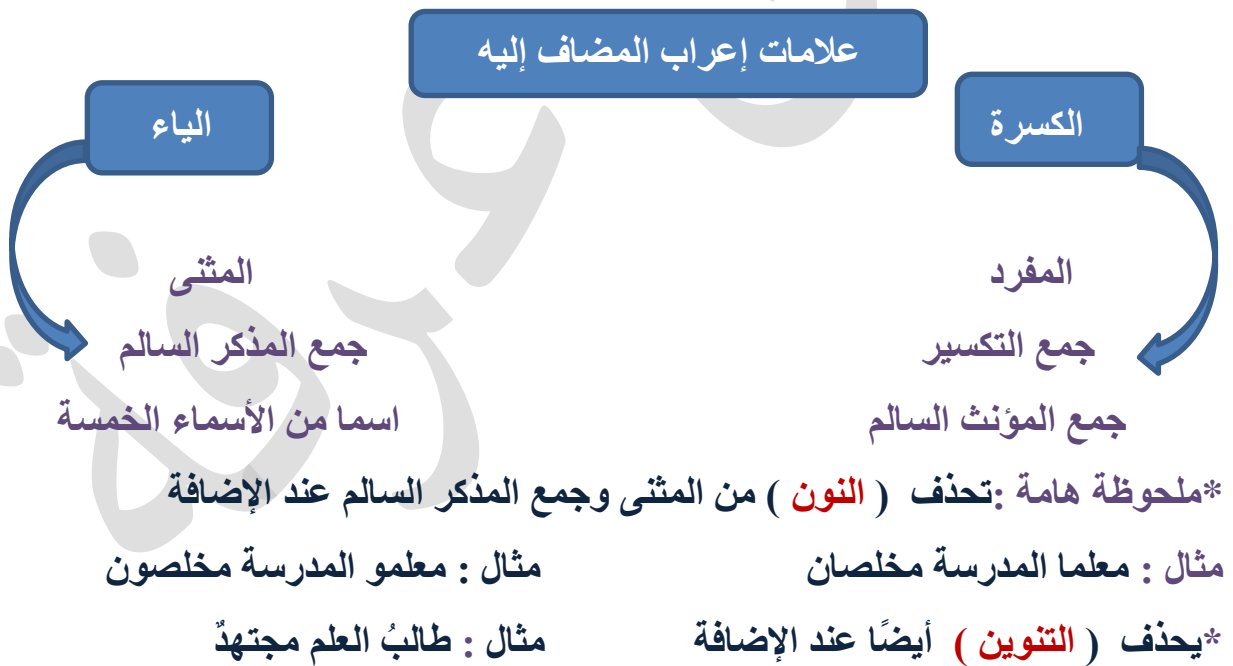 علامات إعراب المضاف إليه
الكسرة
الياء
المفرد
المثنى
جمع التكسير
جمع المذكر السالم
جمع المؤنث السالم
اسما من الأسماء الخمسة
*ملحوظة هامة :تحذف ( النون ) من المثنى وجمع المذكر السالم عند الإضافة
مثال : معلما المدرسة مخلصان
مثال : معلمو المدرسة مخلصون
*يحذف ( التنوين ) أيضًا عند الإضافة
مثال : طالبُ العلم مجتهدٌ